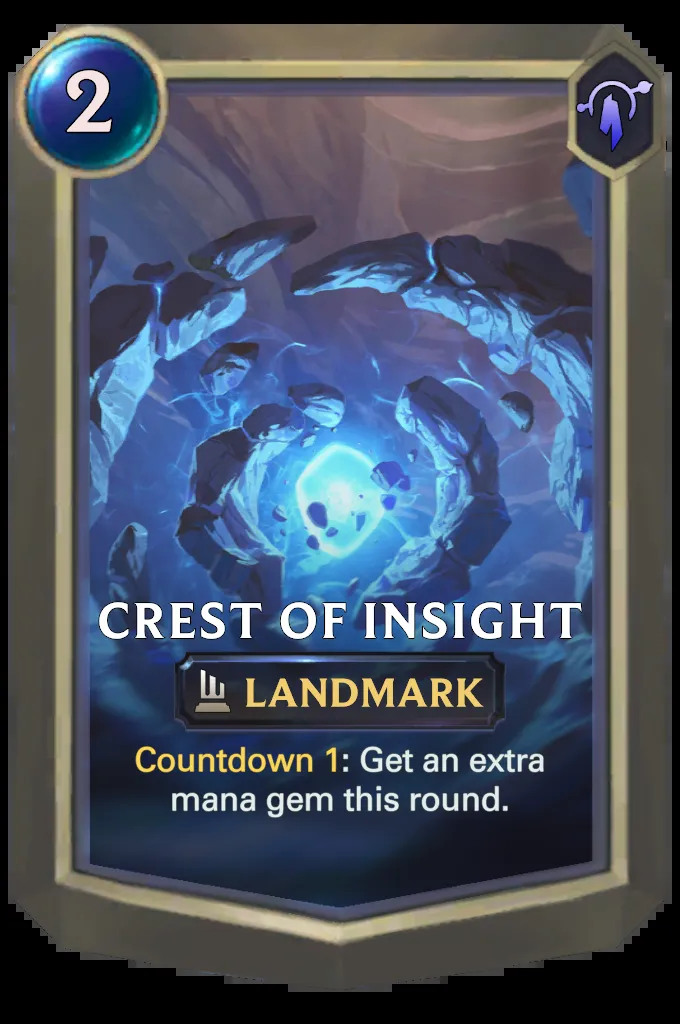 2
CREST OF INSIGHT
LANDMARK
Countdown 1: Get an extra
mana gem this round.